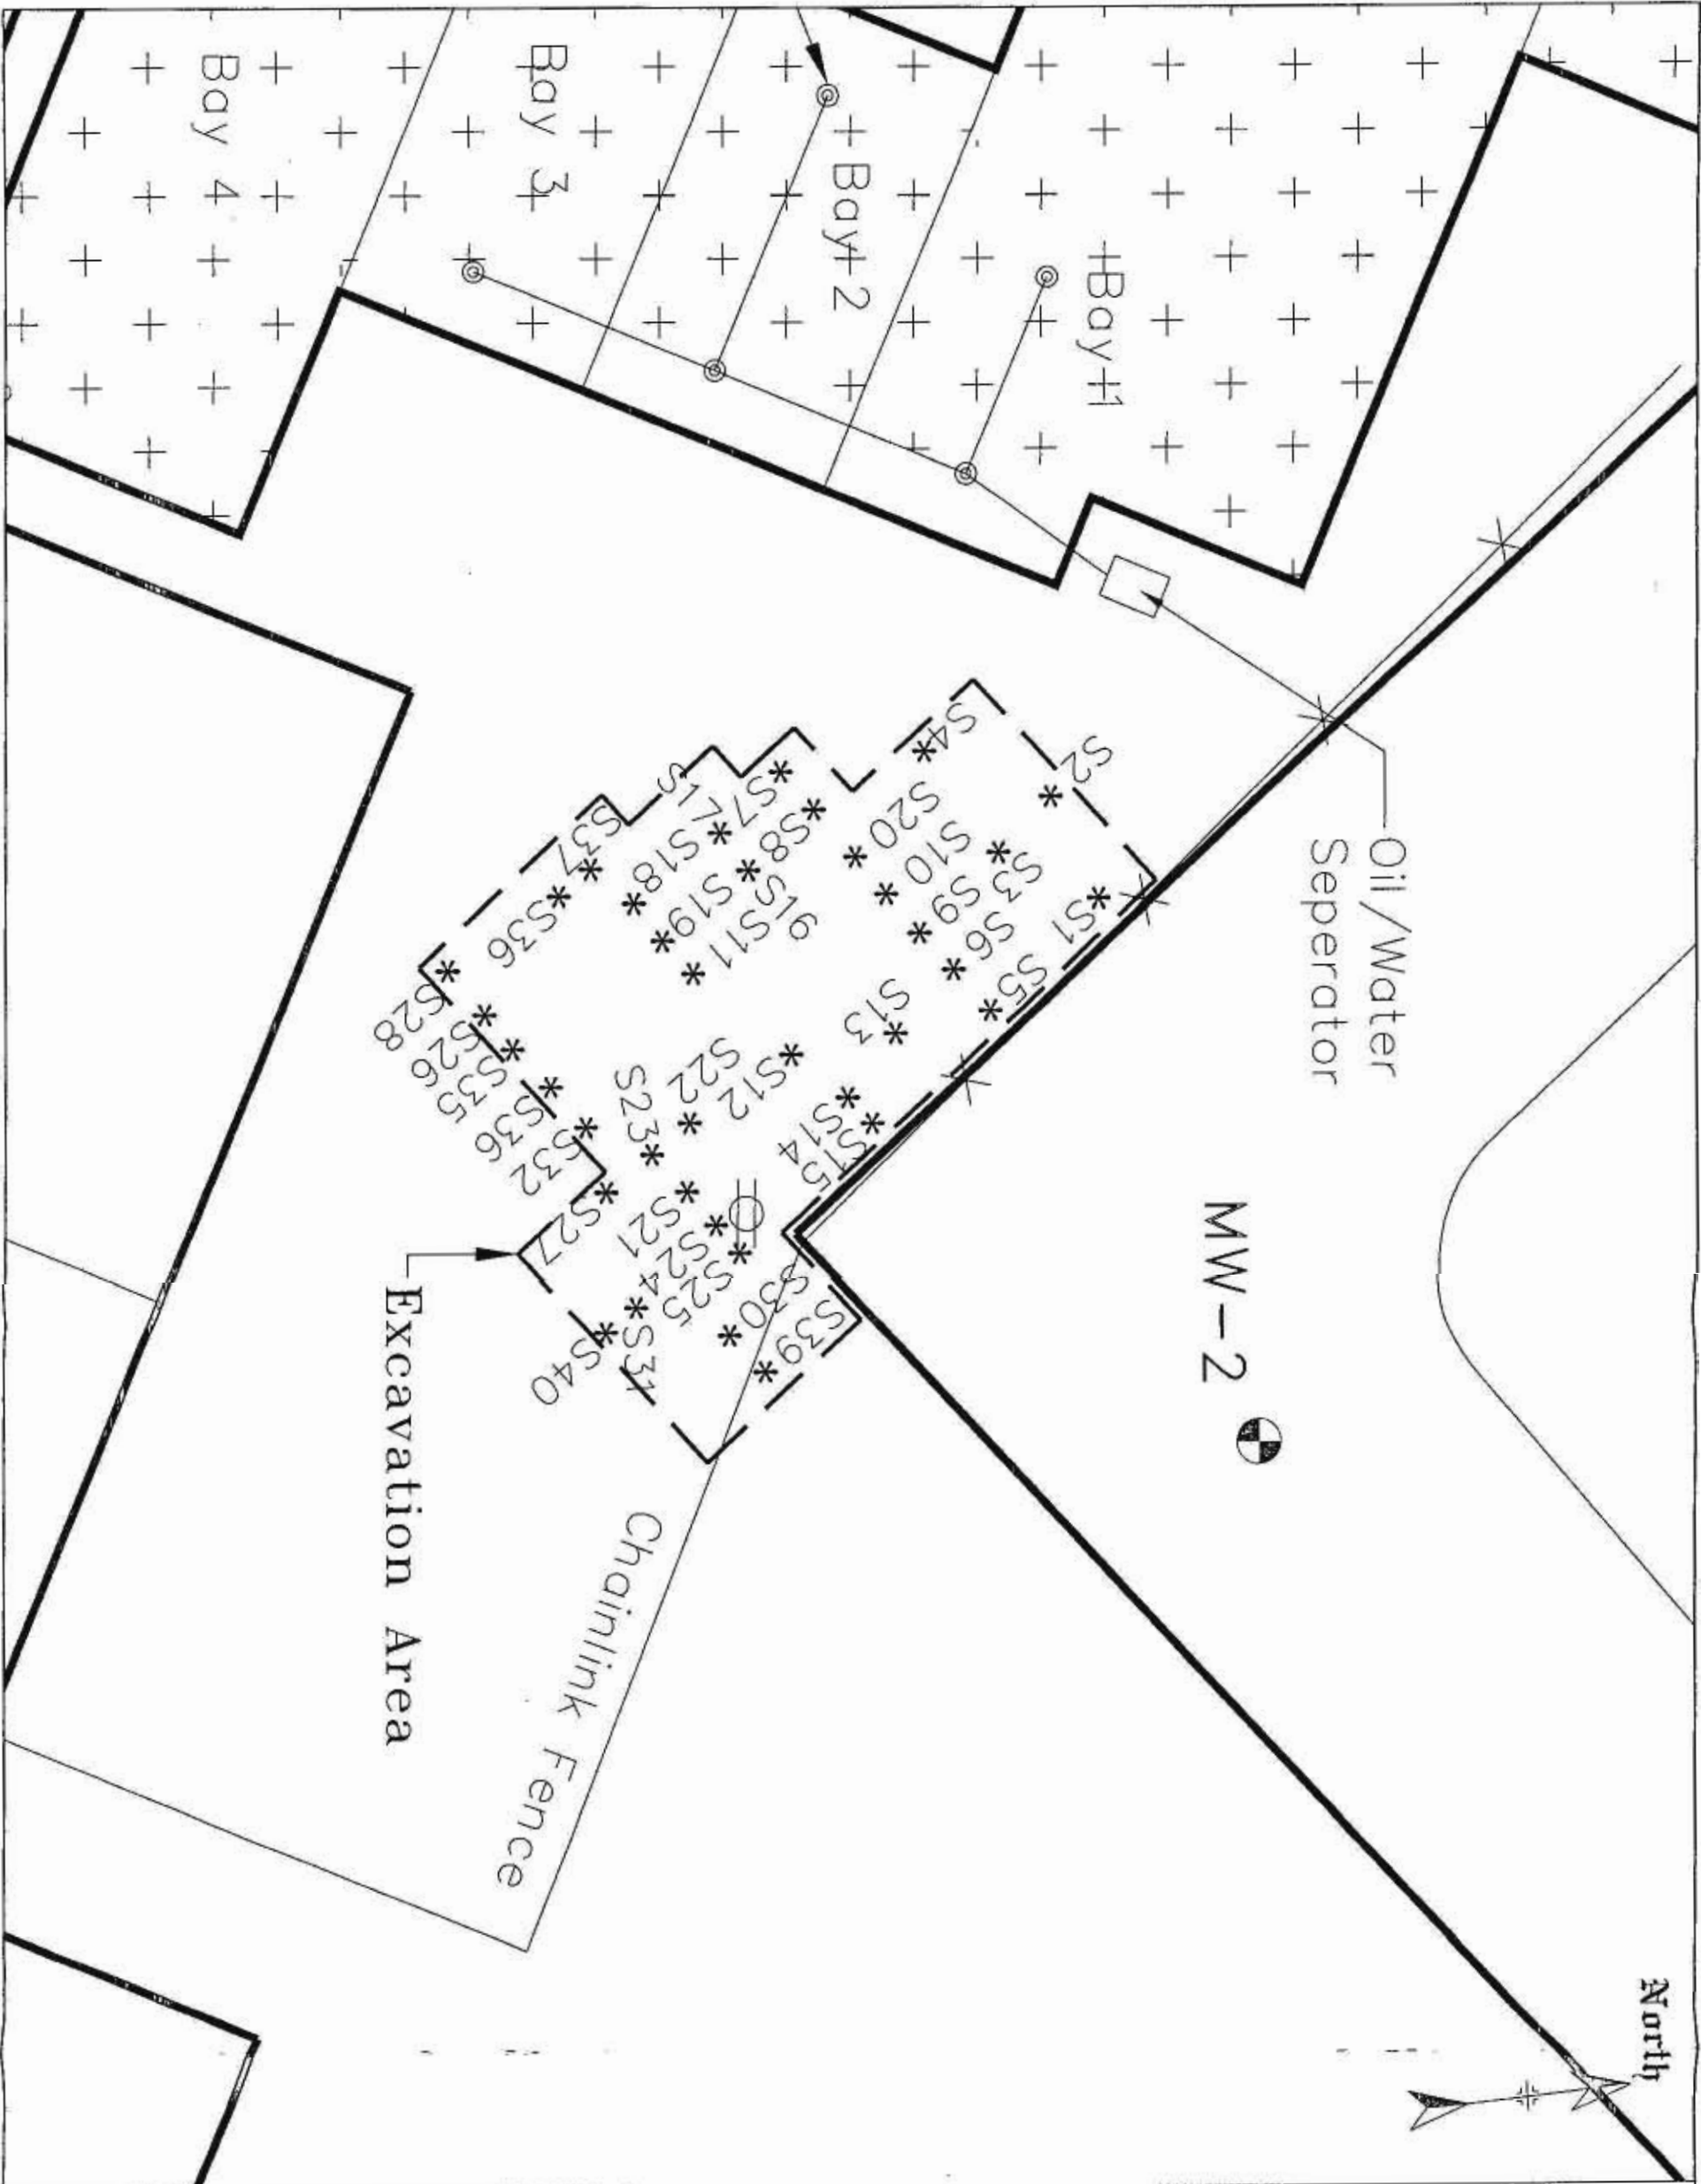 North
Oil/Water
Seperator
MW-2
Bay 1
Bay 2
Bay 3
Bay 4
S2
S4
S1
S3
S20
S10
S9
S6
S5
S13
S7
S8
S17
S18
S19
S16
S11
S37
S36
S28
S26
S35
S36
S32
S27
S23
S22
S12
S14
S15
S21
S24
S25
S30
S39
S31
S40
Excavation Area
Chainlink Fence